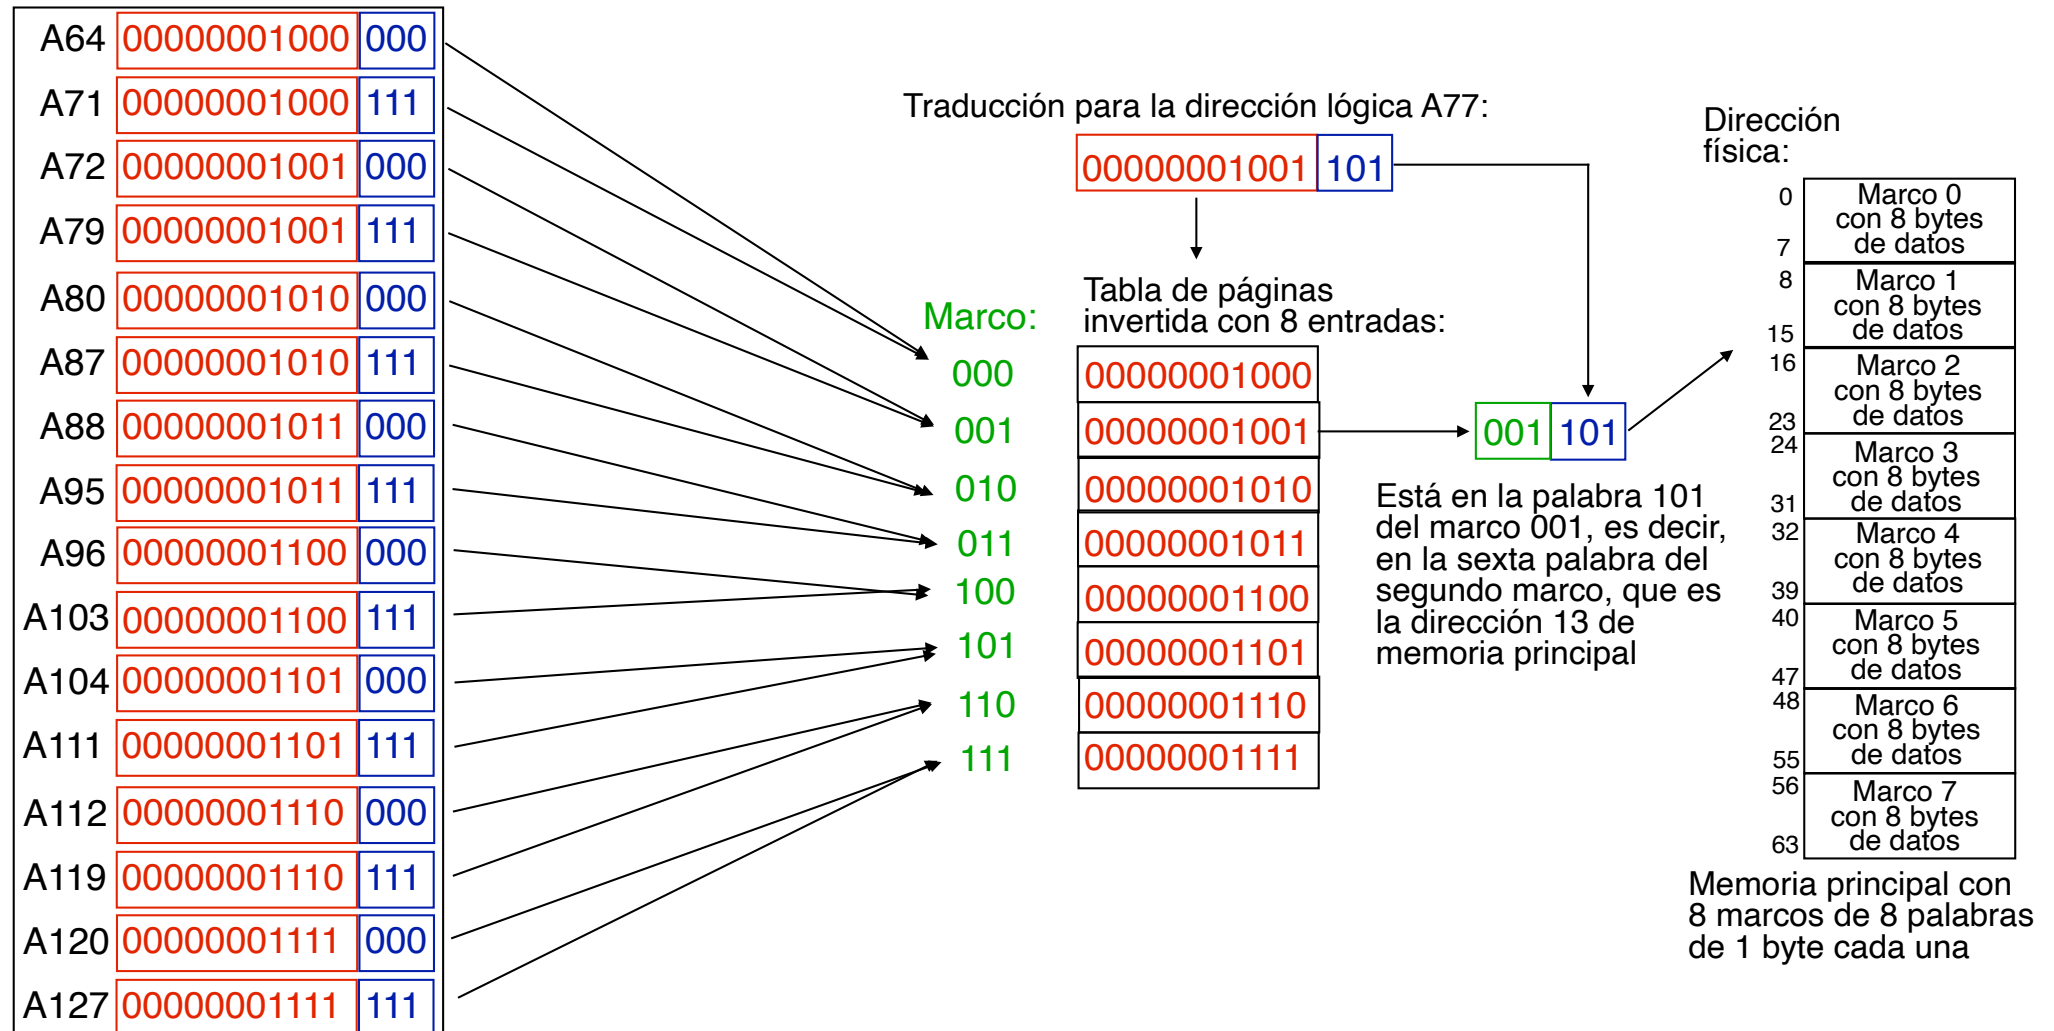 A64 00000001000 000
A71 00000001000 111
A72 00000001001 000
A79 00000001001 111
A80 00000001010 000
A87 00000001010 111
A88 00000001011 000
A95 00000001011 111
A96 00000001100 000
A103 00000001100 111
A104 00000001101 000
A111 00000001101 111
A112 00000001110 000
A119 00000001110 111
A120 00000001111 000
A127 00000001111 111
Traducción para la dirección lógica A77:
00000001001 101
Marco:
000
001
010
011
100
101
110
111
Tabla de páginas
invertida con 8 entradas:
00000001000
00000001001
00000001010
00000001011
00000001100
00000001101
00000001110
00000001111
001 101
Está en la palabra 101
del marco 001, es decir,
en la sexta palabra del
segundo marco, que es
la dirección 13 de
memoria principal
Dirección
física:
0
Marco 0
con 8 bytes
de datos
7
8
Marco 1
con 8 bytes
de datos
15
16
Marco 2
con 8 bytes
de datos
23
24
Marco 3
con 8 bytes
de datos
31
32
Marco 4
con 8 bytes
de datos
39
40
Marco 5
con 8 bytes
de datos
47
48
Marco 6
con 8 bytes
de datos
55
56
Marco 7
con 8 bytes
de datos
63
Memoria principal con
8 marcos de 8 palabras
de 1 byte cada una